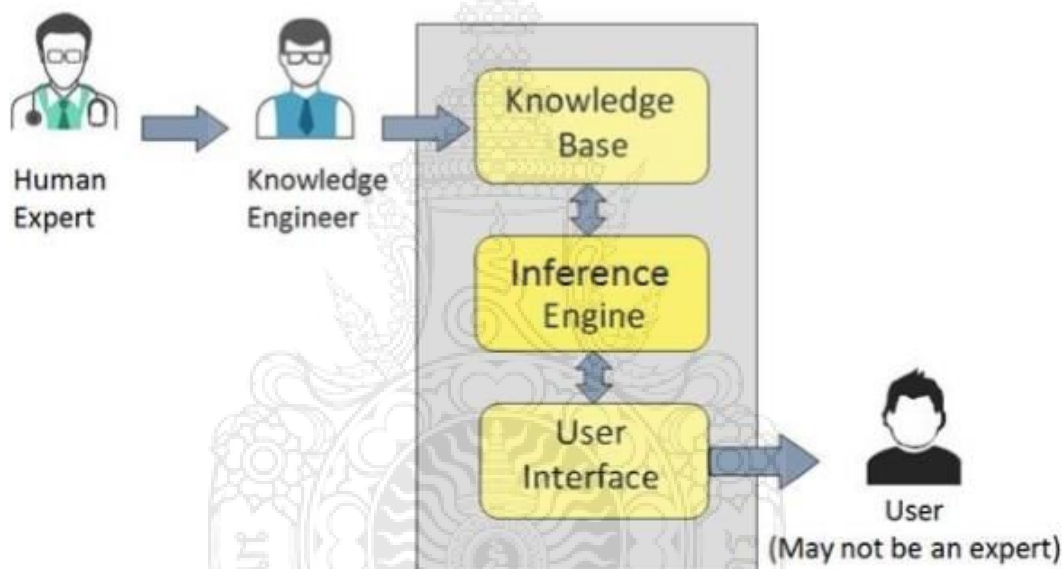 Human
Expert
Knowledge
Engineer
Knowledge
Base
Inference
Engine
User
Interface
User
(May not be an expert)